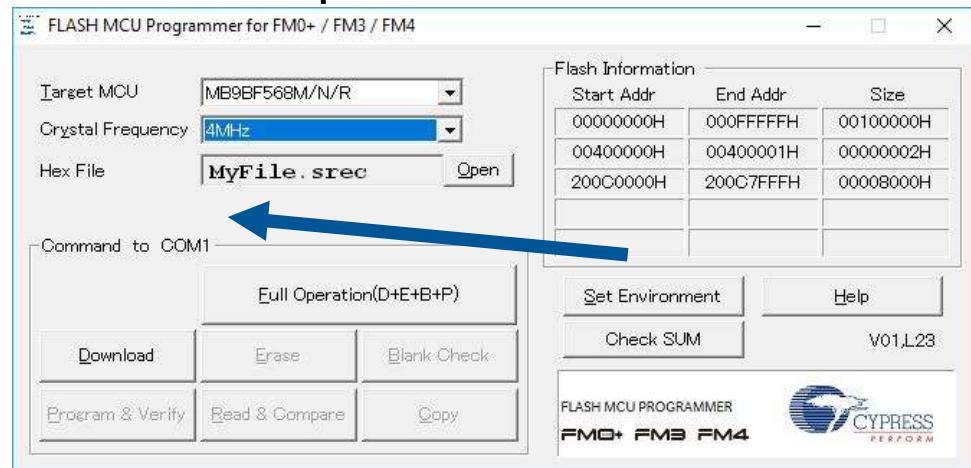 FLASH MCU Programmer for FM0+ / FM3 / FM4
Target MCU MB9BF568M/N/R
Crystal Frequency 4MHz
Hex File MyFile.srec Open
Flash Information
Start Addr End Addr Size
00000000H 000FFFFFH 00100000H
00400000H 00400001H 00000002H
200C0000H 200C7FFFH 00008000H
Command to COM1
Full Operation(D+E+B+P)
Download Erase Blank Check
Program & Verify Read & Compare Copy
Set Environment Help
Check SUM V01,L23
FLASH MCU PROGRAMMER
FM0+ FM3 FM4
CYPRESS
PERFORM